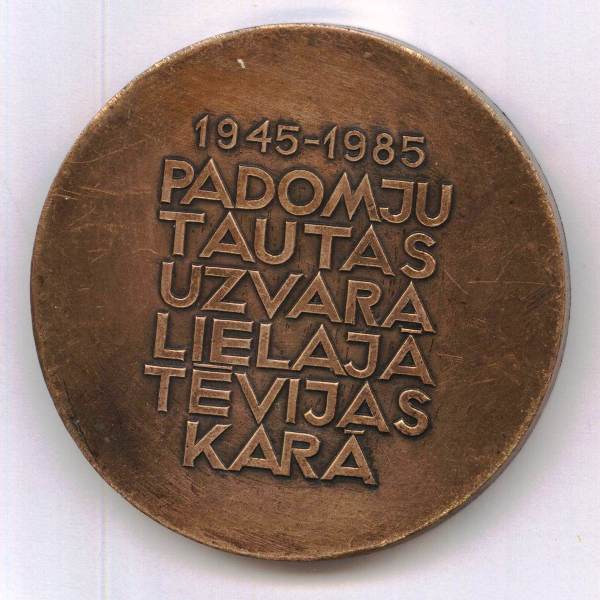 1945-1985
PADOMJU
TAUTAS
UZVARA
LIELAJĀ
TĒVIJAS
KARĀ